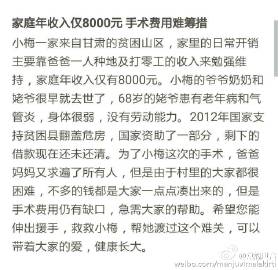 家庭年收入仅8000元 手术费用难筹措
小梅一家来自甘肃的贫困山区,家里的日常开销
主要靠爸爸一人种地及打零工的收入来勉强维
持,家庭年收入仅有8000元。小梅的爷爷奶奶和
姥爷很早就去世了,68岁的姥爷患有老年病和气
管炎,身体很弱,没有劳动能力。2012年国家支
持贫困县翻盖危房,国家资助了一部分,剩下的
借款现在还未还清。为了小梅这次的手术,爸爸
妈妈又求遍了所有人,但是由于村里的大家都很
困难,不多的钱都是大家一点点凑出来的,但是
手术费用仍有缺口,急需大家的帮助。希望您能
伸出援手,救救小梅,帮她渡过这个难关,可以
带着大家的爱,健康长大。
weibo.com/manjuvimalakirti